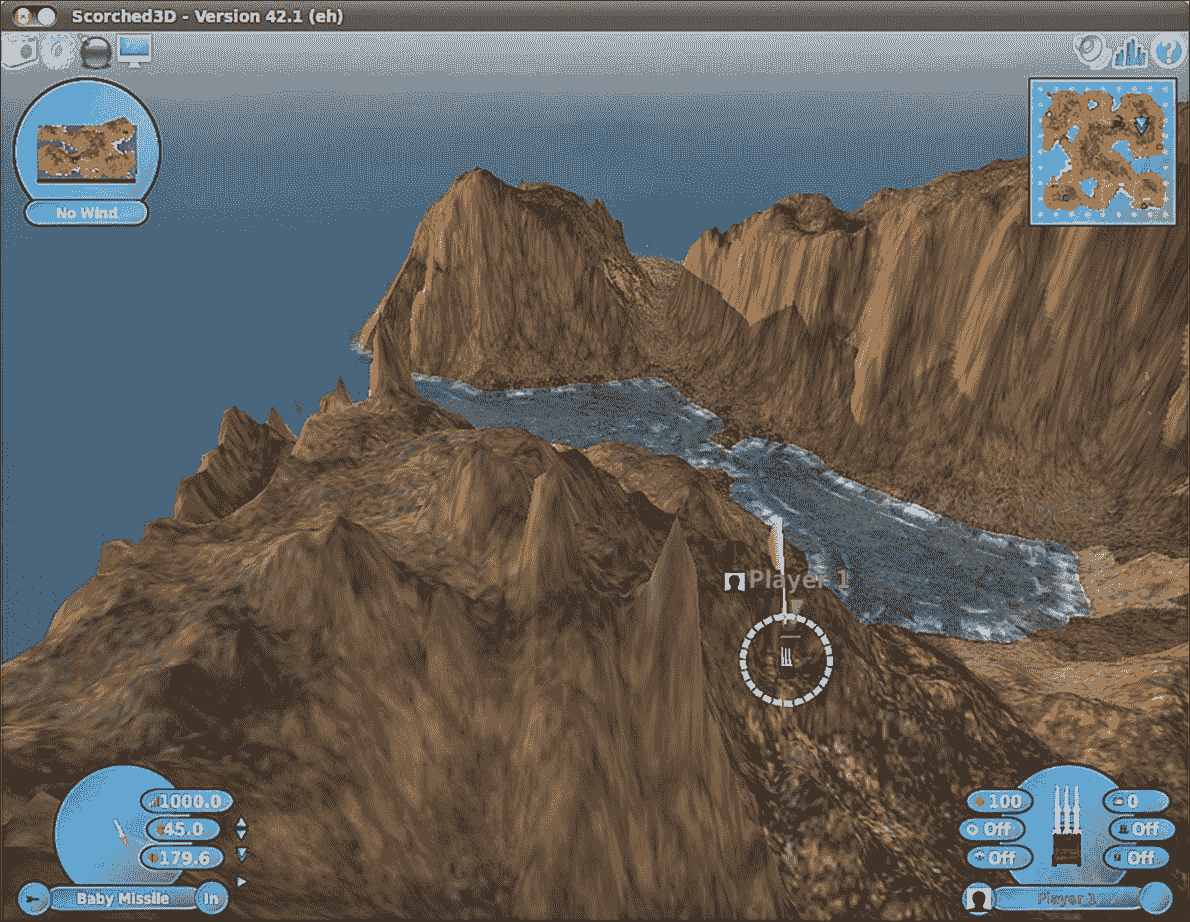 Scorched3D - Version 42.1 (eh)
?
No Wind
Player 1
1000.0
45.0
179.6
Baby Missile In
100 0
Off Off
Off Off
Player 1